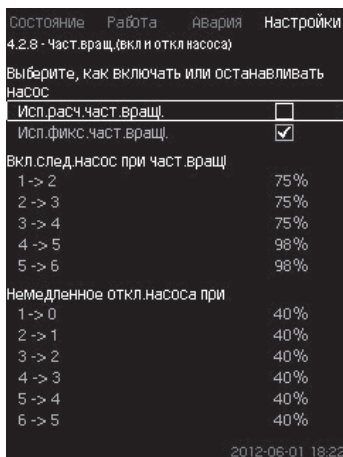 Состояние Работа Авария Настройки
4.2.8 - Част.вращ.(вкл и откл насоса)
Выберите, как включать или останавливать
насос
Исп.расч.част.вращ.
Исп.фикс.част.вращ.
Вкл.след.насос при част.вращ
1 -> 2 75%
2 -> 3 75%
3 -> 4 75%
4 -> 5 98%
5 -> 6 98%
Немедленное откл.насоса при
1 -> 0 40%
2 -> 1 40%
3 -> 2 40%
4 -> 3 40%
5 -> 4 40%
6 -> 5 40%
2012-06-01 18:22